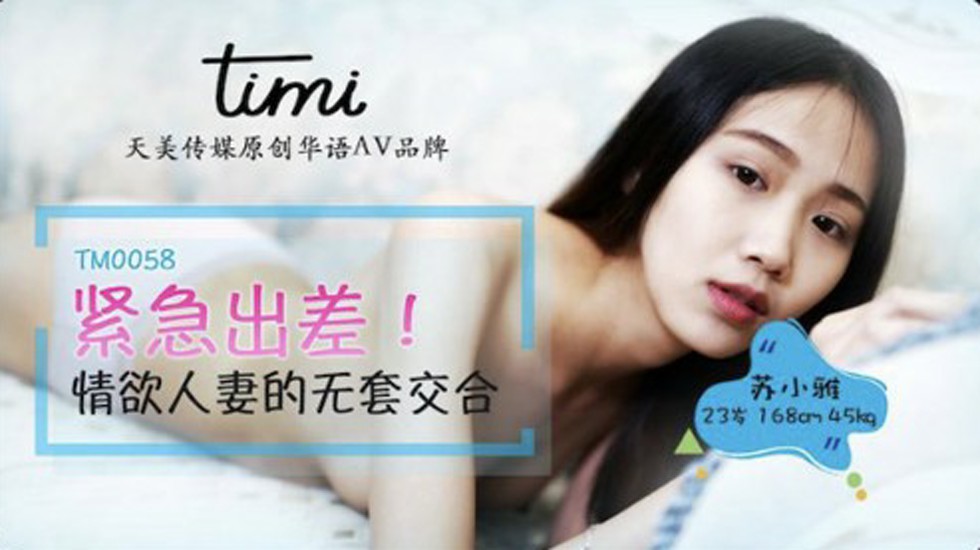 timi
天美传媒原创华语AV品牌
TM0058
紧急出差！
情欲人妻的无套交合
苏小雅
23岁 168cm 45kg